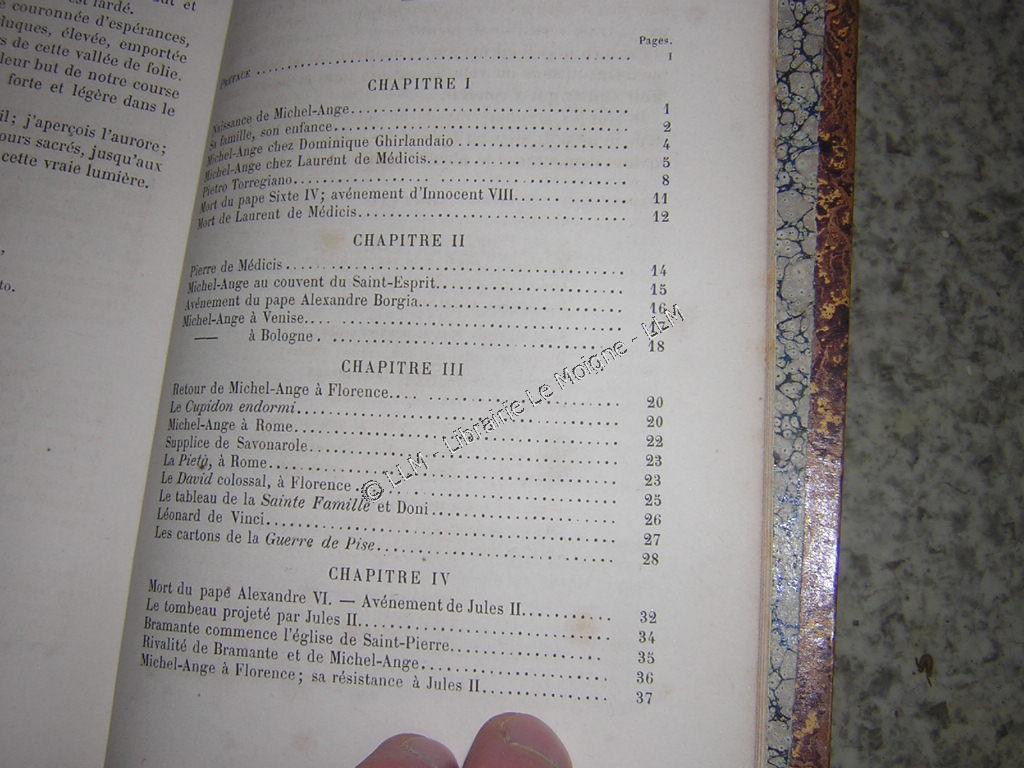 et
est fardé.
couronnée d'espérances,
duques, élevée, emportée
s de cette vallée de folie.
leur but de notre course
forte et légère dans le
il; j'aperçois l'aurore;
ours sacrés, jusqu'aux
cette vraie lumière.
to.
Pages.
PRÉFACE ........ I
CHAPITRE I
Naissance de Michel-Ange ........ 1
Sa famille, son enfance ........ 2
Michel-Ange chez Dominique Ghirlandaio ........ 4
Michel-Ange chez Laurent de Médicis ........ 5
Pietro Torregiano ........ 8
Mort du pape Sixte IV; avénement d'Innocent VIII ........ 11
Mort de Laurent de Médicis ........ 12
CHAPITRE II
Pierre de Médicis ........ 14
Michel-Ange au couvent du Saint-Esprit ........ 15
Avénement du pape Alexandre Borgia ........ 16
Michel-Ange à Venise ........
— à Bologne ........ 18
CHAPITRE III
Retour de Michel-Ange à Florence ........ 20
Le Cupidon endormi ........ 20
Michel-Ange à Rome ........ 22
Supplice de Savonarole ........ 23
La Pietà, à Rome ........ 23
Le David colossal, à Florence ........ 25
Le tableau de la Sainte Famille et Doni ........ 26
Léonard de Vinci ........ 27
Les cartons de la Guerre de Pise ........ 28
CHAPITRE IV
Mort du pape Alexandre VI. — Avénement de Jules II ........ 32
Le tombeau projeté par Jules II ........ 34
Bramante commence l'église de Saint-Pierre ........ 35
Rivalité de Bramante et de Michel-Ange ........ 36
Michel-Ange à Florence; sa résistance à Jules II ........ 37
© LLM - Librairie Le Moigne - LLM